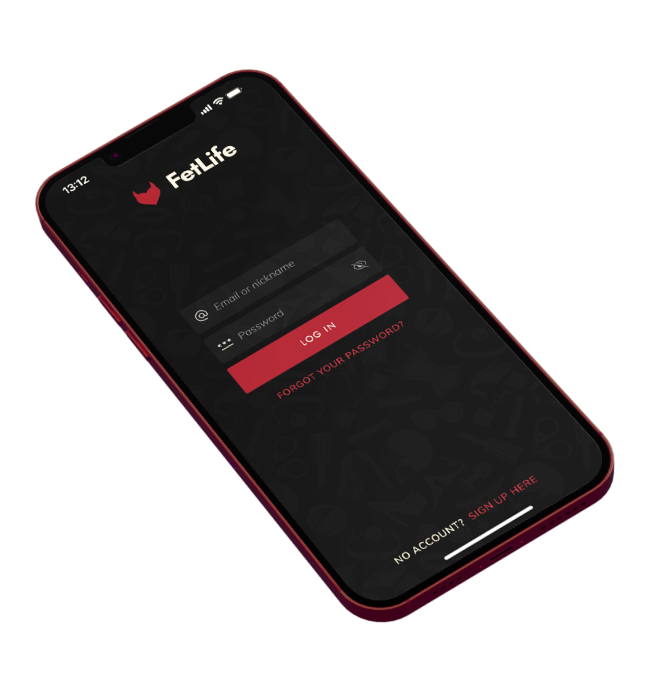 13:12
FetLife
@ Email or nickname
Password
LOG IN
FORGOT YOUR PASSWORD?
NO ACCOUNT? SIGN UP HERE